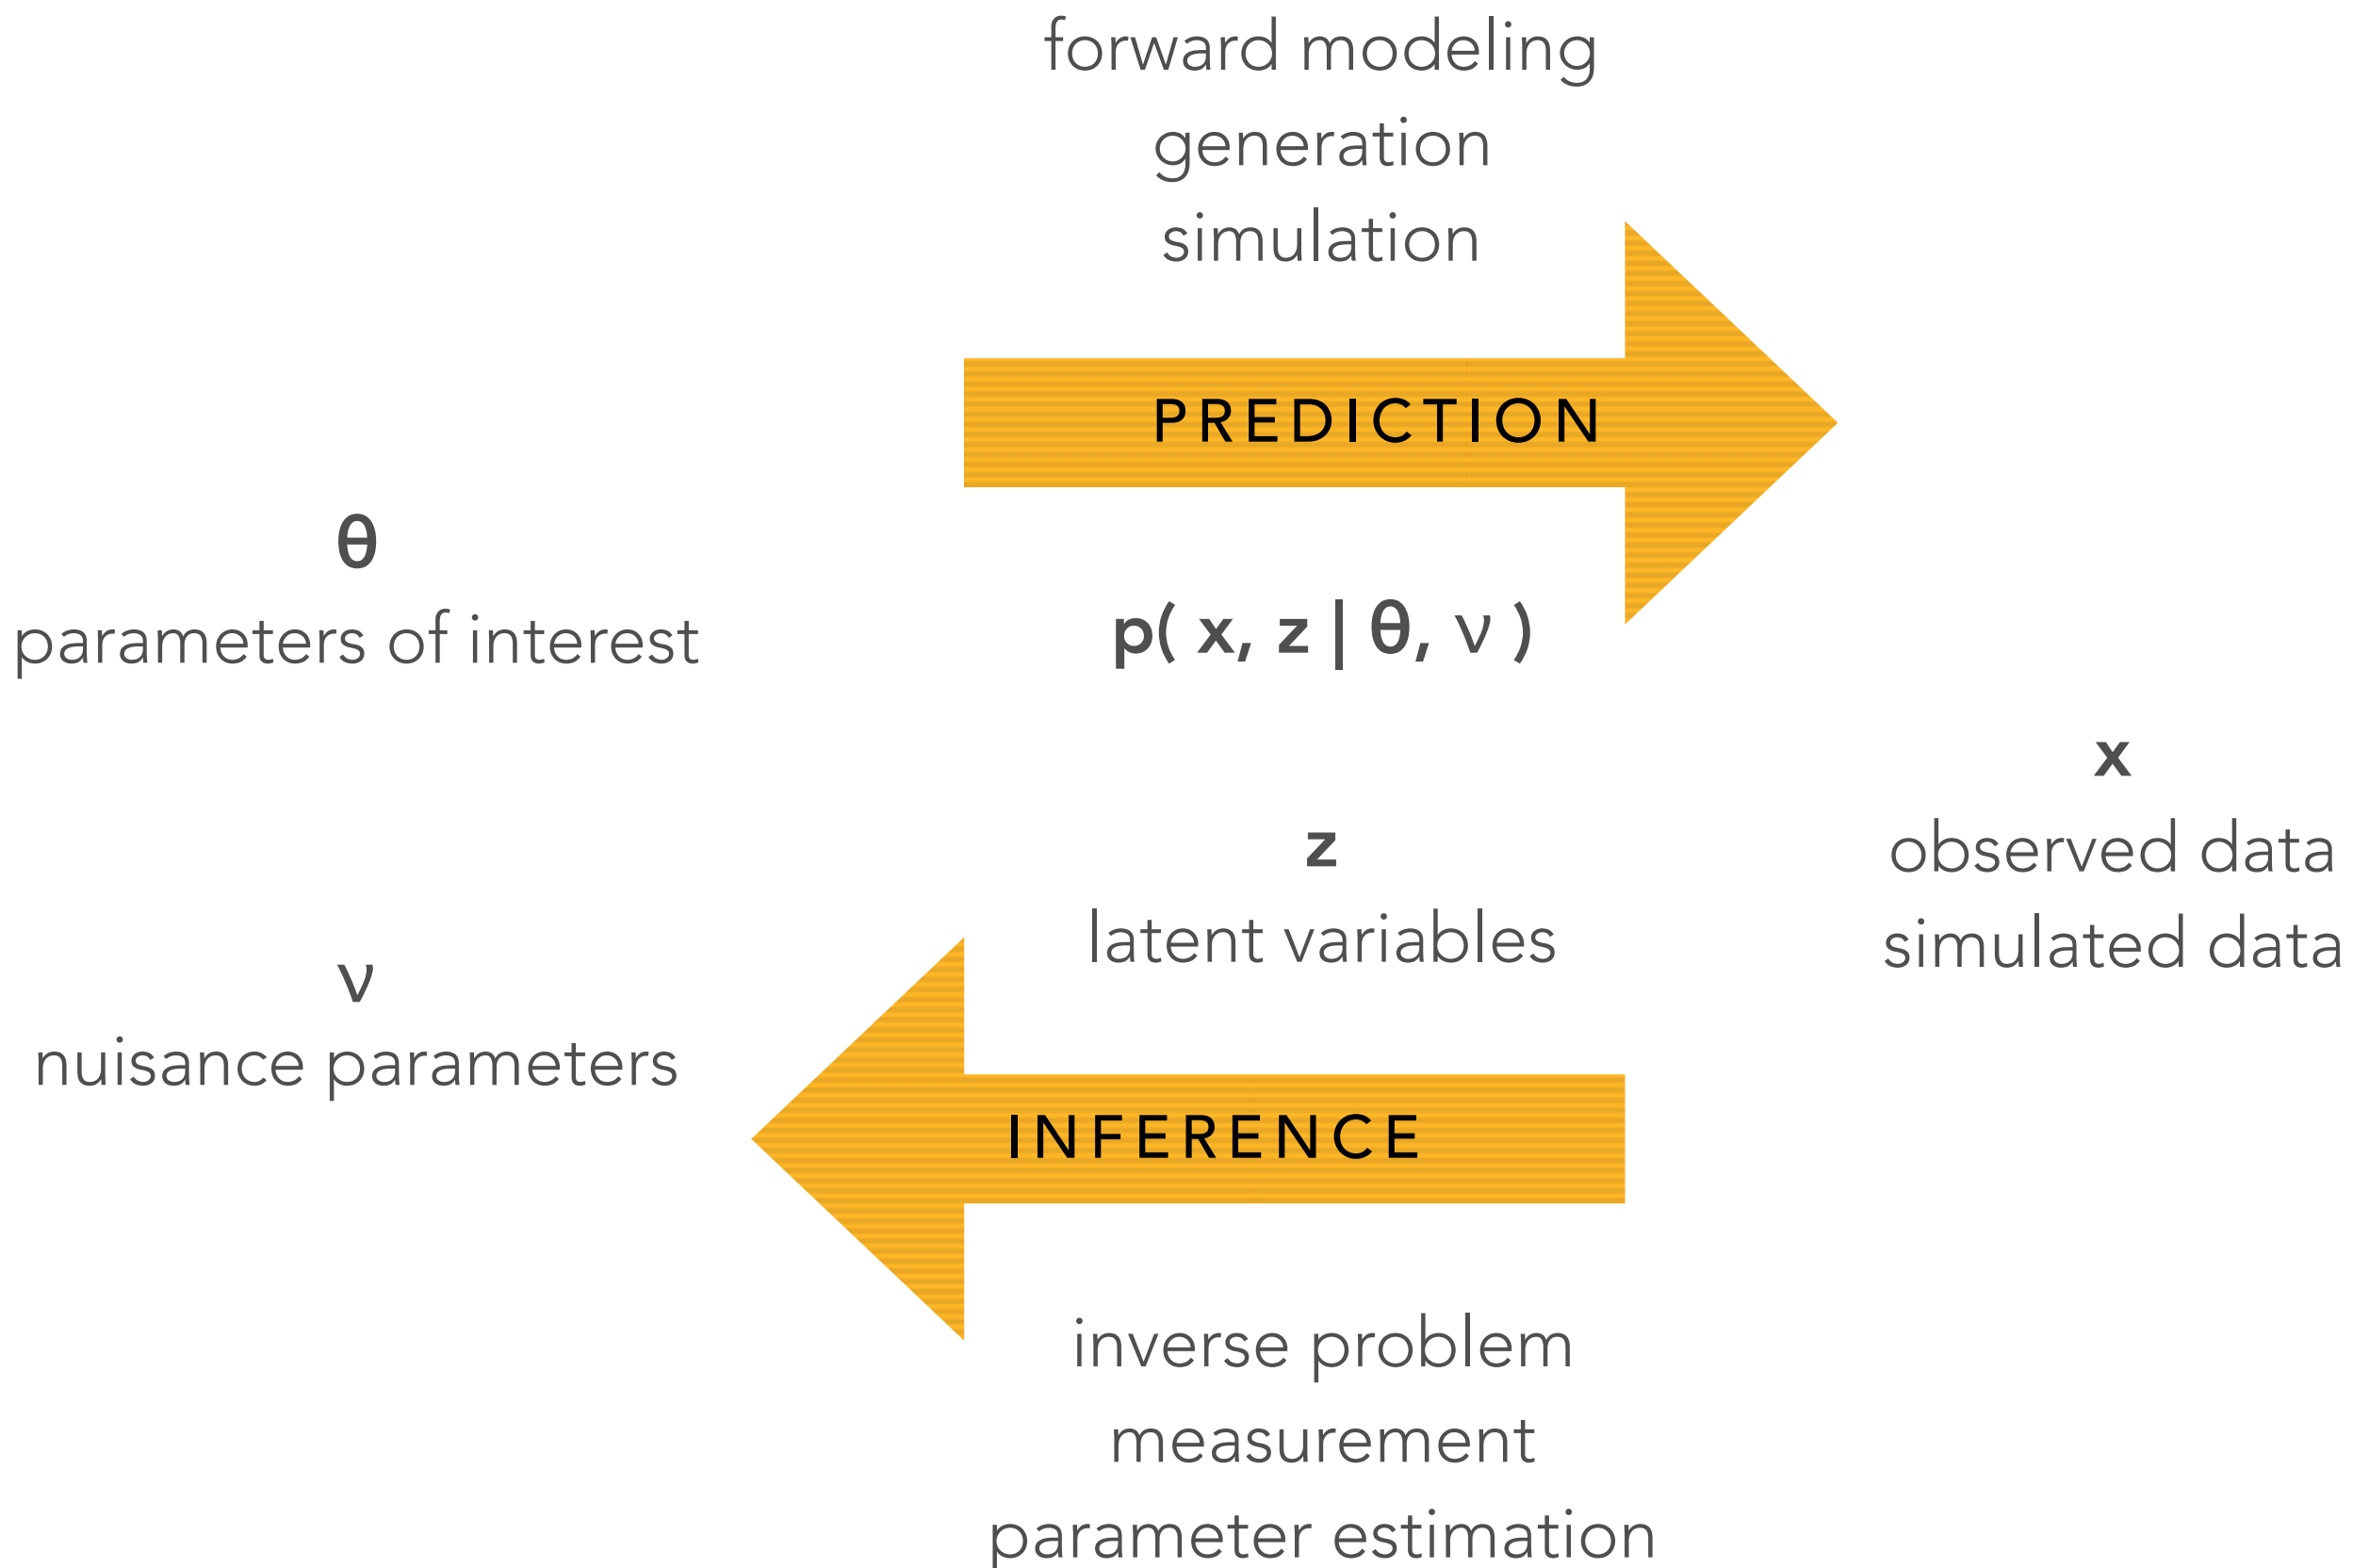 forward modeling
generation
simulation
PREDICTION
θ
parameters of interest
p( x, z | θ, ν )
x
observed data
simulated data
z
latent variables
ν
nuisance parameters
INFERENCE
inverse problem
measurement
parameter estimation